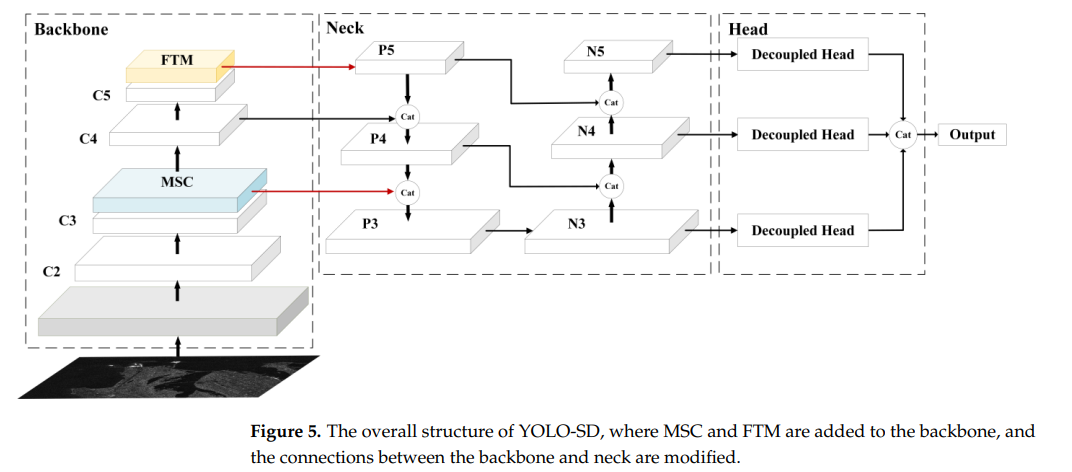 Backbone
Neck
Head
FTM
P5
N5
Decoupled Head
C5
Cat
Cat
C4
P4
N4
Decoupled Head
Cat
Output
MSC
Cat
Cat
C3
P3
N3
Decoupled Head
C2
Figure 5. The overall structure of YOLO-SD, where MSC and FTM are added to the backbone, and
the connections between the backbone and neck are modified.